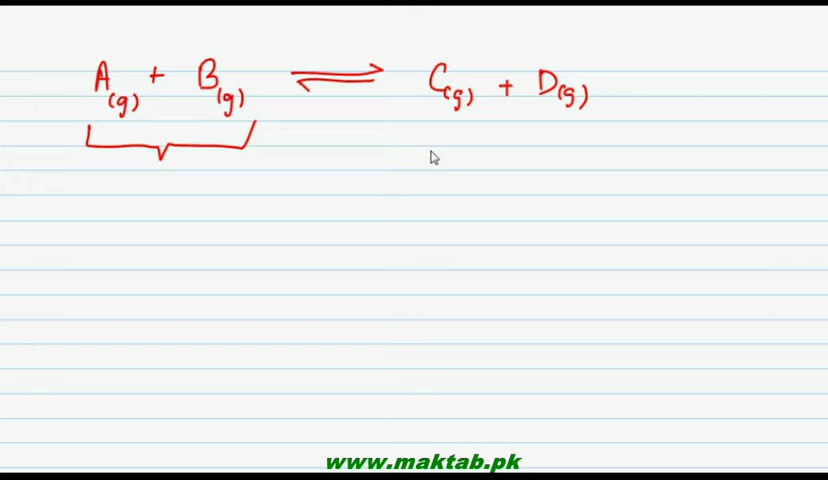 A(g) + B(g) ⇌ C(g) + D(g)
www.maktab.pk